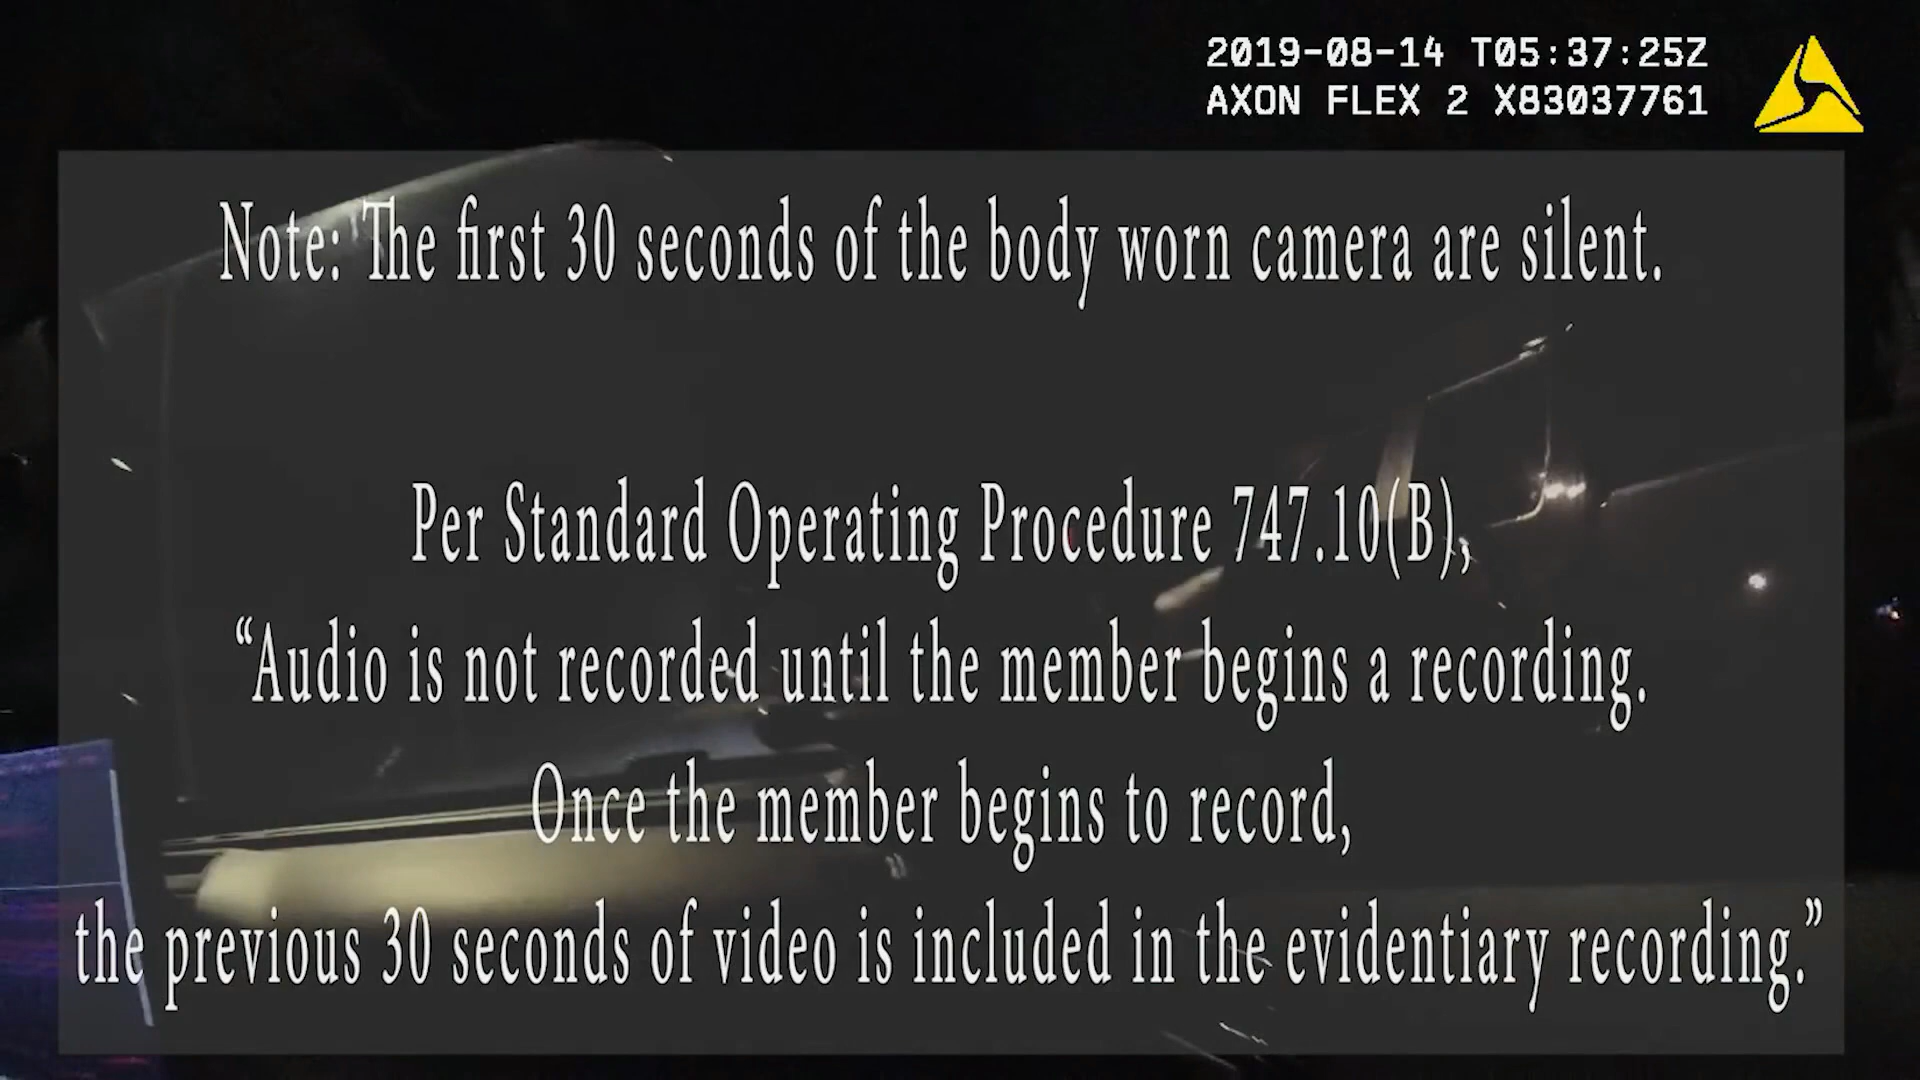 2019-08-14 T05:37:25Z
AXON FLEX 2 X83037761
Note: The first 30 seconds of the body worn camera are silent.
Per Standard Operating Procedure 747.10(B),
“Audio is not recorded until the member begins a recording.
Once the member begins to record,
the previous 30 seconds of video is included in the evidentiary recording.”